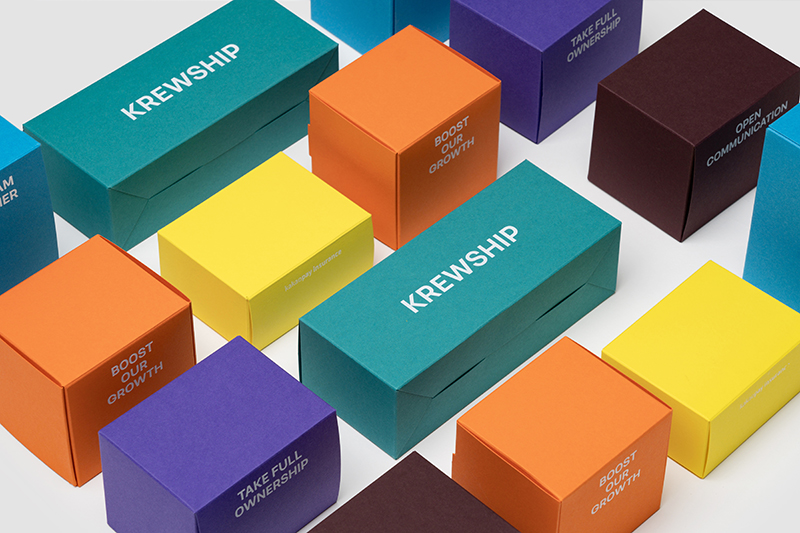 KREWSHIP
TAKE FULL
OWNERSHIP
OPEN
COMMUNICATION
BOOST
OUR
GROWTH
KREWSHIP
BOOST
OUR
GROWTH
TAKE FULL
OWNERSHIP
BOOST
OUR
GROWTH